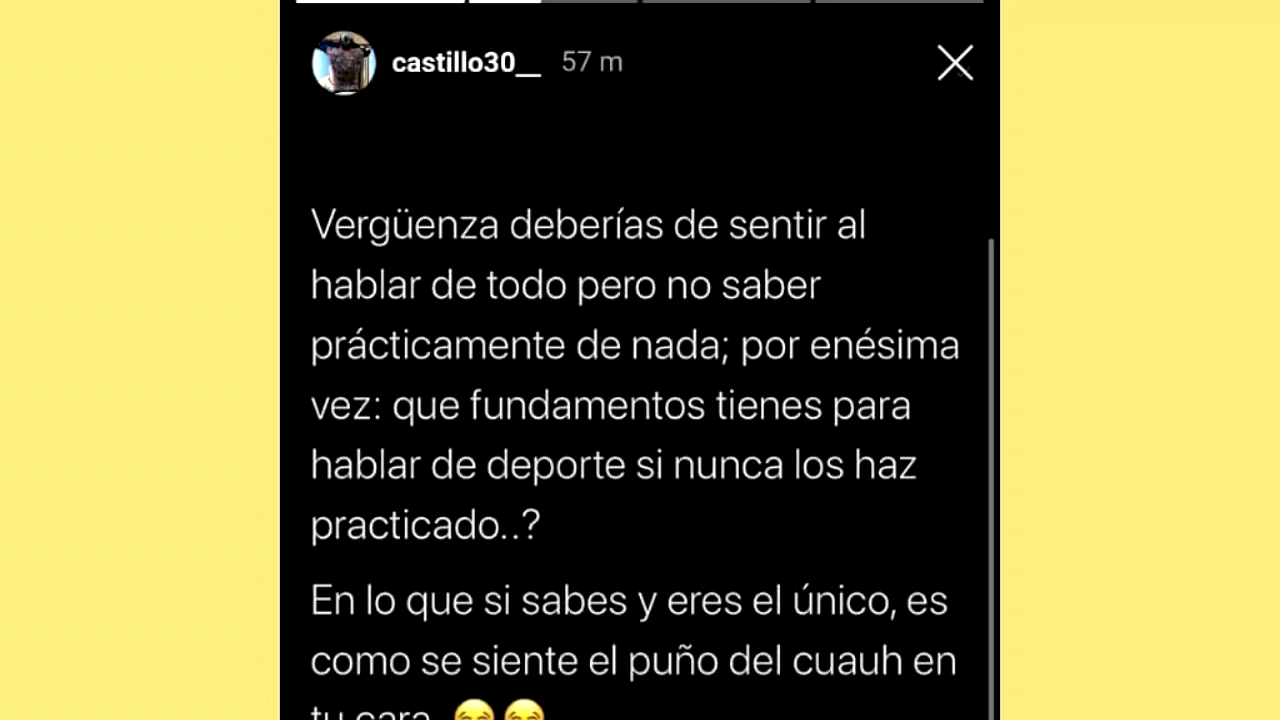 castillo30__ 57 m
Vergüenza deberías de sentir al
hablar de todo pero no saber
prácticamente de nada; por enésima
vez: que fundamentos tienes para
hablar de deporte si nunca los haz
practicado..?
En lo que si sabes y eres el único, es
como se siente el puño del cuauh en
tu cara 😂😂